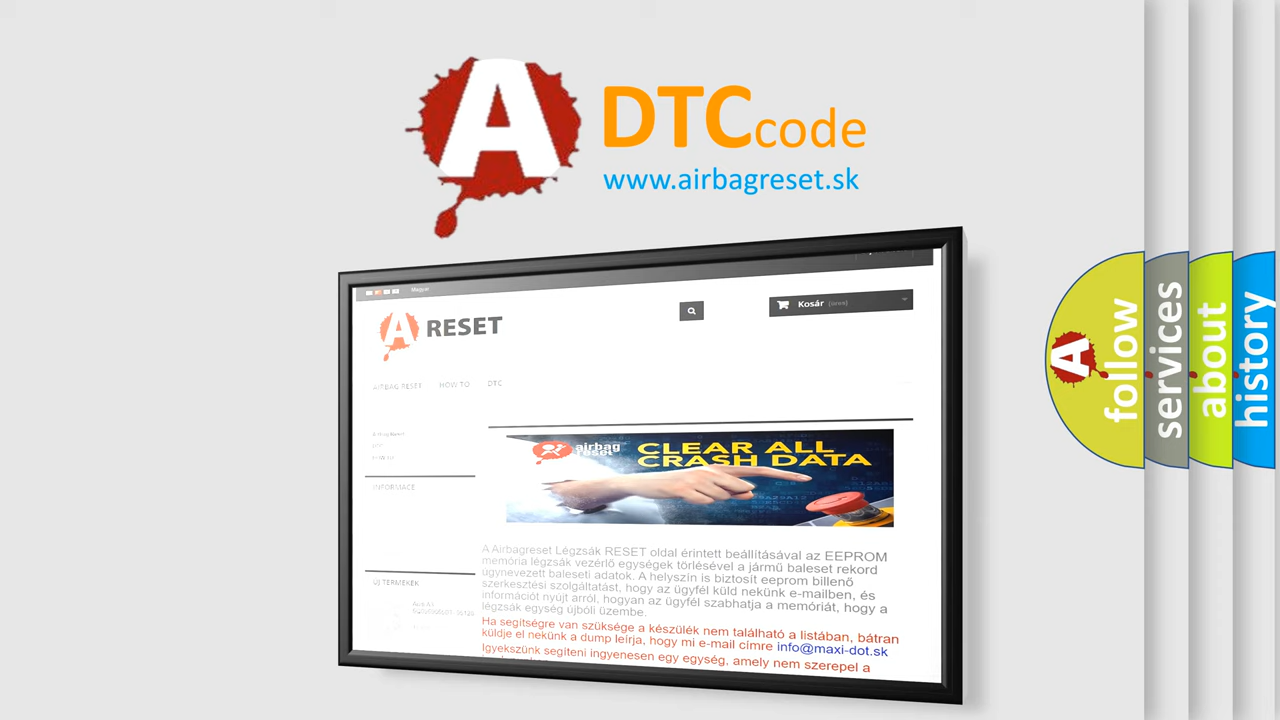 A DTCcode
www.airbagreset.sk
Magyar
A RESET
Kosár
AIRBAG RESET HOW TO DTC
INFORMACE
airbag
reset
CLEAR ALL
CRASH DATA
A Airbagreset Légzsák RESET oldal érintett beállításával az EEPROM
memória légzsák vezérlő egységek törlésével a jármű baleset rekord
úgynevezett baleseti adatok. A helyszín is biztosít eeprom billenő
szerkesztési szolgáltatást, hogy az ügyfél küld nekünk e-mailben, és
információt nyújt arról, hogyan az ügyfél szabhatja a memóriát, hogy a
légzsák egység újbóli üzembe.
Ha segítségre van szüksége a készülék nem található a listában, bátran
küldje el nekünk a dump leírja, hogy mi e-mail címre info@maxi-dot.sk
Igyekszünk segíteni ingyenesen egy egység, amely nem szerepel a
ÚJ TERMÉKEK
A follow
services
about
history